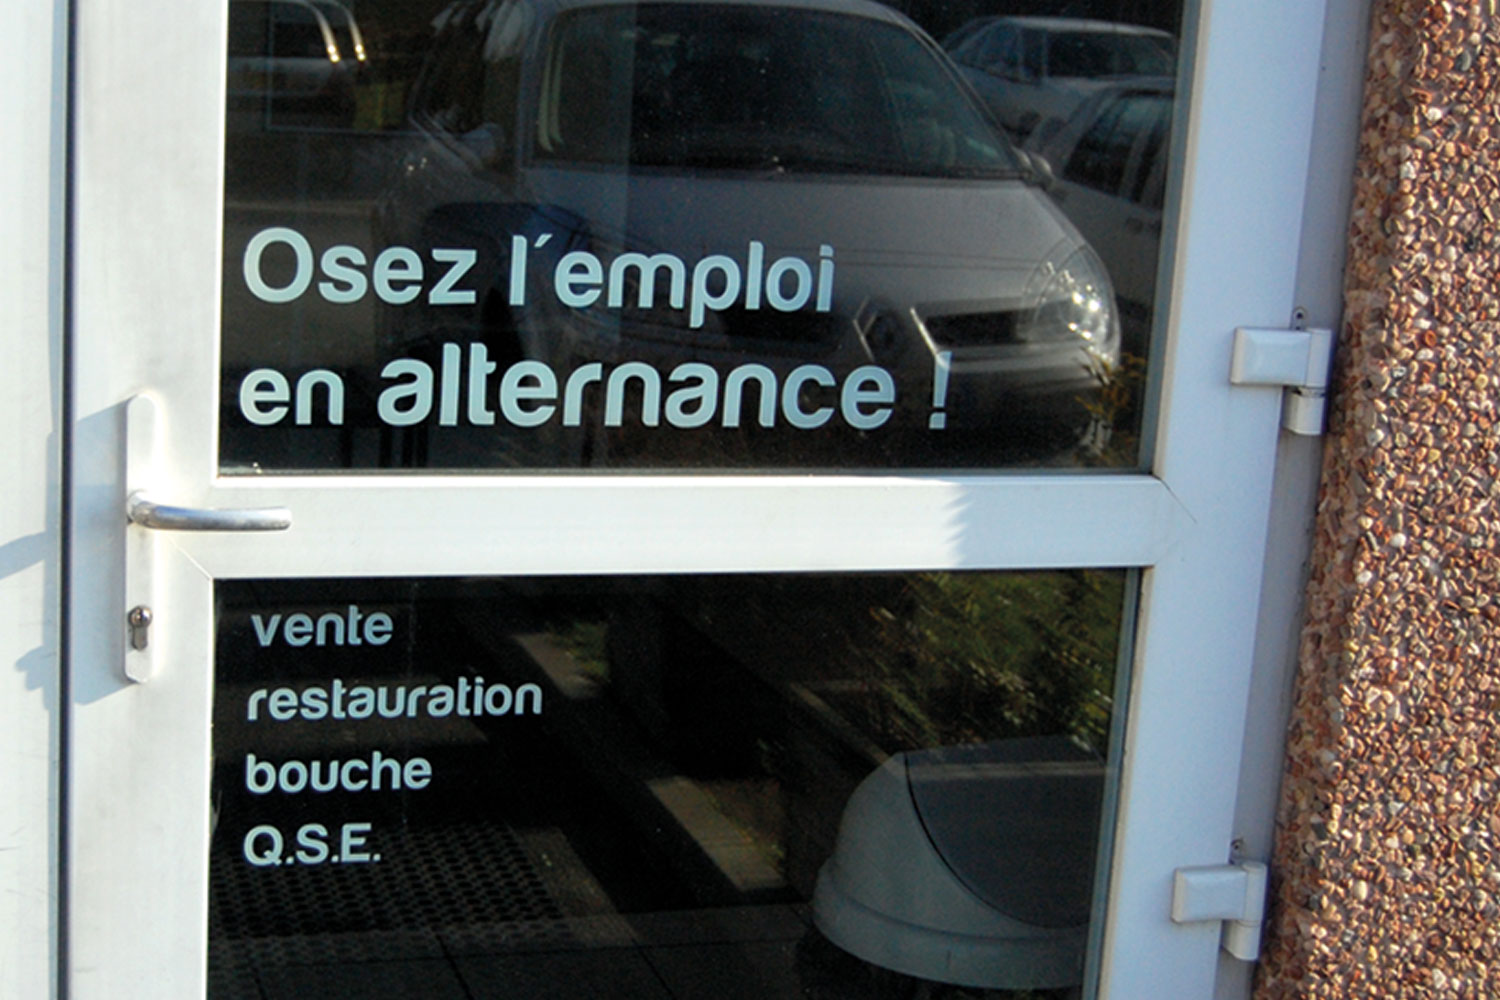 Osez l´emploi
en alternance !
vente
restauration
bouche
Q.S.E.